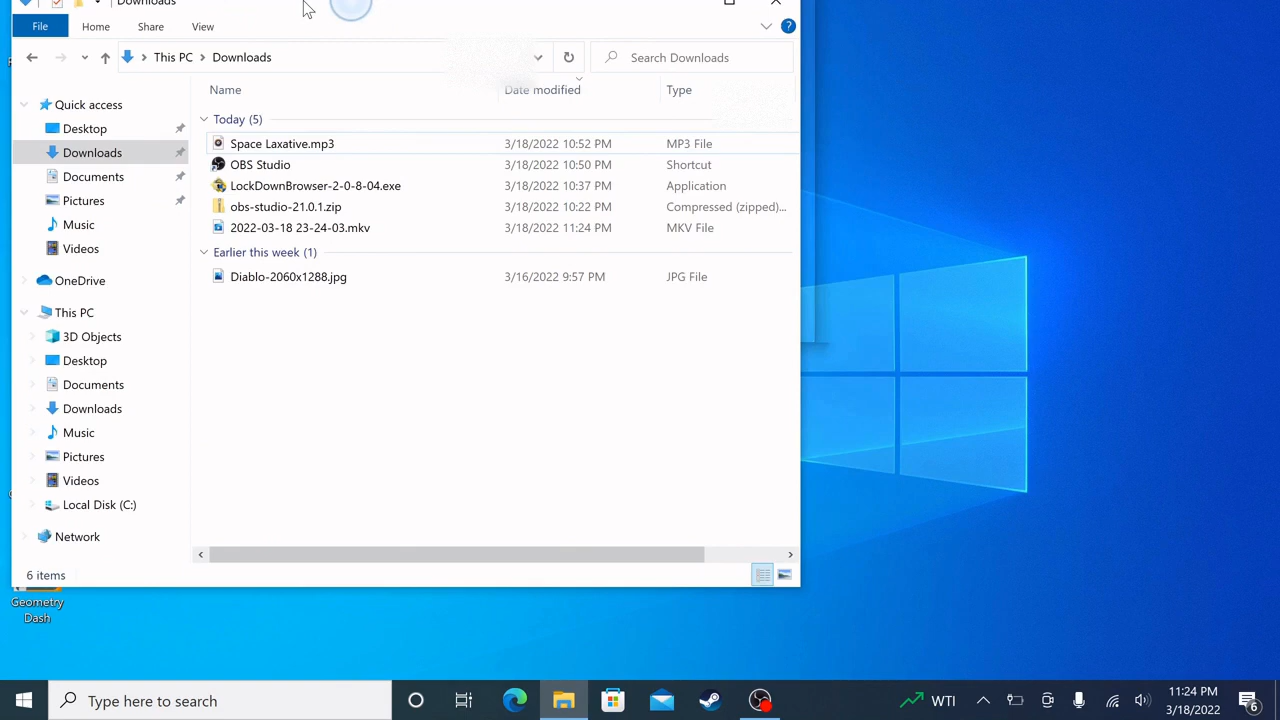 Downloads
File Home Share View
This PC Downloads Search Downloads
Name Date modified Type
Quick access
Desktop
Downloads
Documents
Pictures
Music
Videos
OneDrive
This PC
3D Objects
Desktop
Documents
Downloads
Music
Pictures
Videos
Local Disk (C:)
Network
Today (5)
Space Laxative.mp3 3/18/2022 10:52 PM MP3 File
OBS Studio 3/18/2022 10:50 PM Shortcut
LockDownBrowser-2-0-8-04.exe 3/18/2022 10:37 PM Application
obs-studio-21.0.1.zip 3/18/2022 10:22 PM Compressed (zipped)...
2022-03-18 23-24-03.mkv 3/18/2022 11:24 PM MKV File
Earlier this week (1)
Diablo-2060x1288.jpg 3/16/2022 9:57 PM JPG File
6 items
Geometry
Dash
Type here to search
WTI
11:24 PM
3/18/2022
6